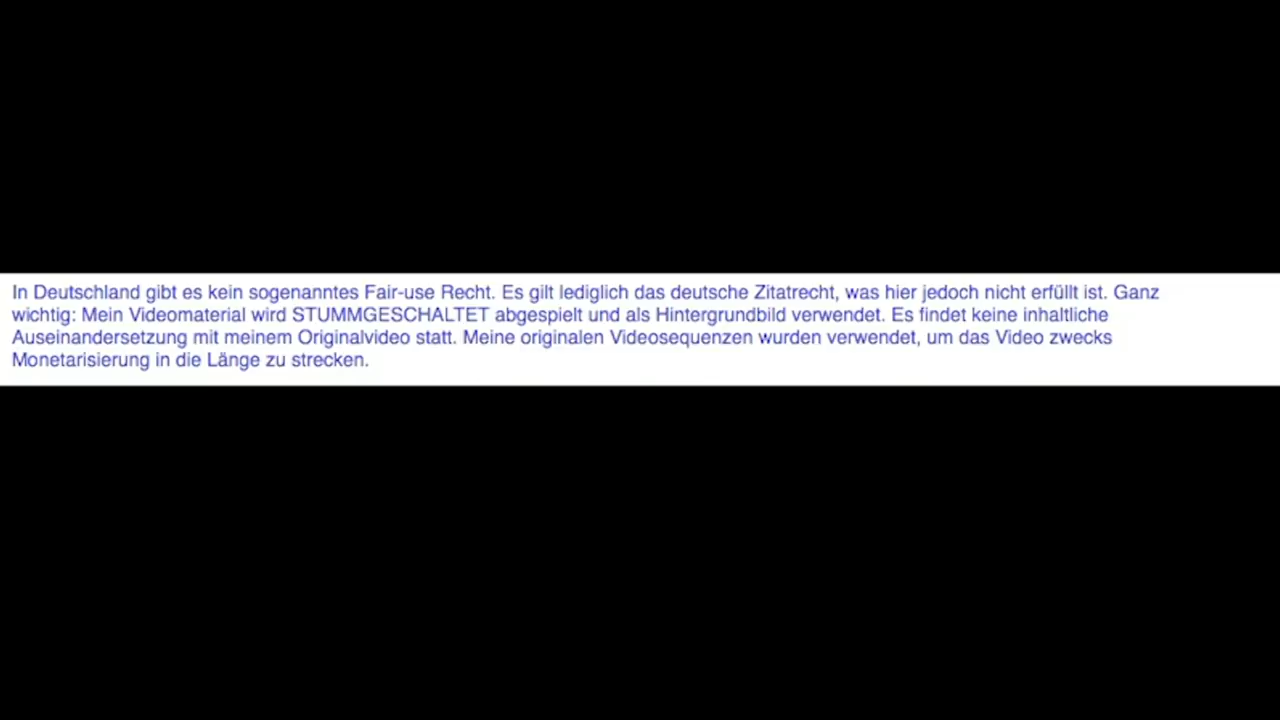 In Deutschland gibt es kein sogenanntes Fair-use Recht. Es gilt lediglich das deutsche Zitatrecht, was hier jedoch nicht erfüllt ist. Ganz
wichtig: Mein Videomaterial wird STUMMGESCHALTET abgespielt und als Hintergrundbild verwendet. Es findet keine inhaltliche
Auseinandersetzung mit meinem Originalvideo statt. Meine originalen Videosequenzen wurden verwendet, um das Video zwecks
Monetarisierung in die Länge zu strecken.